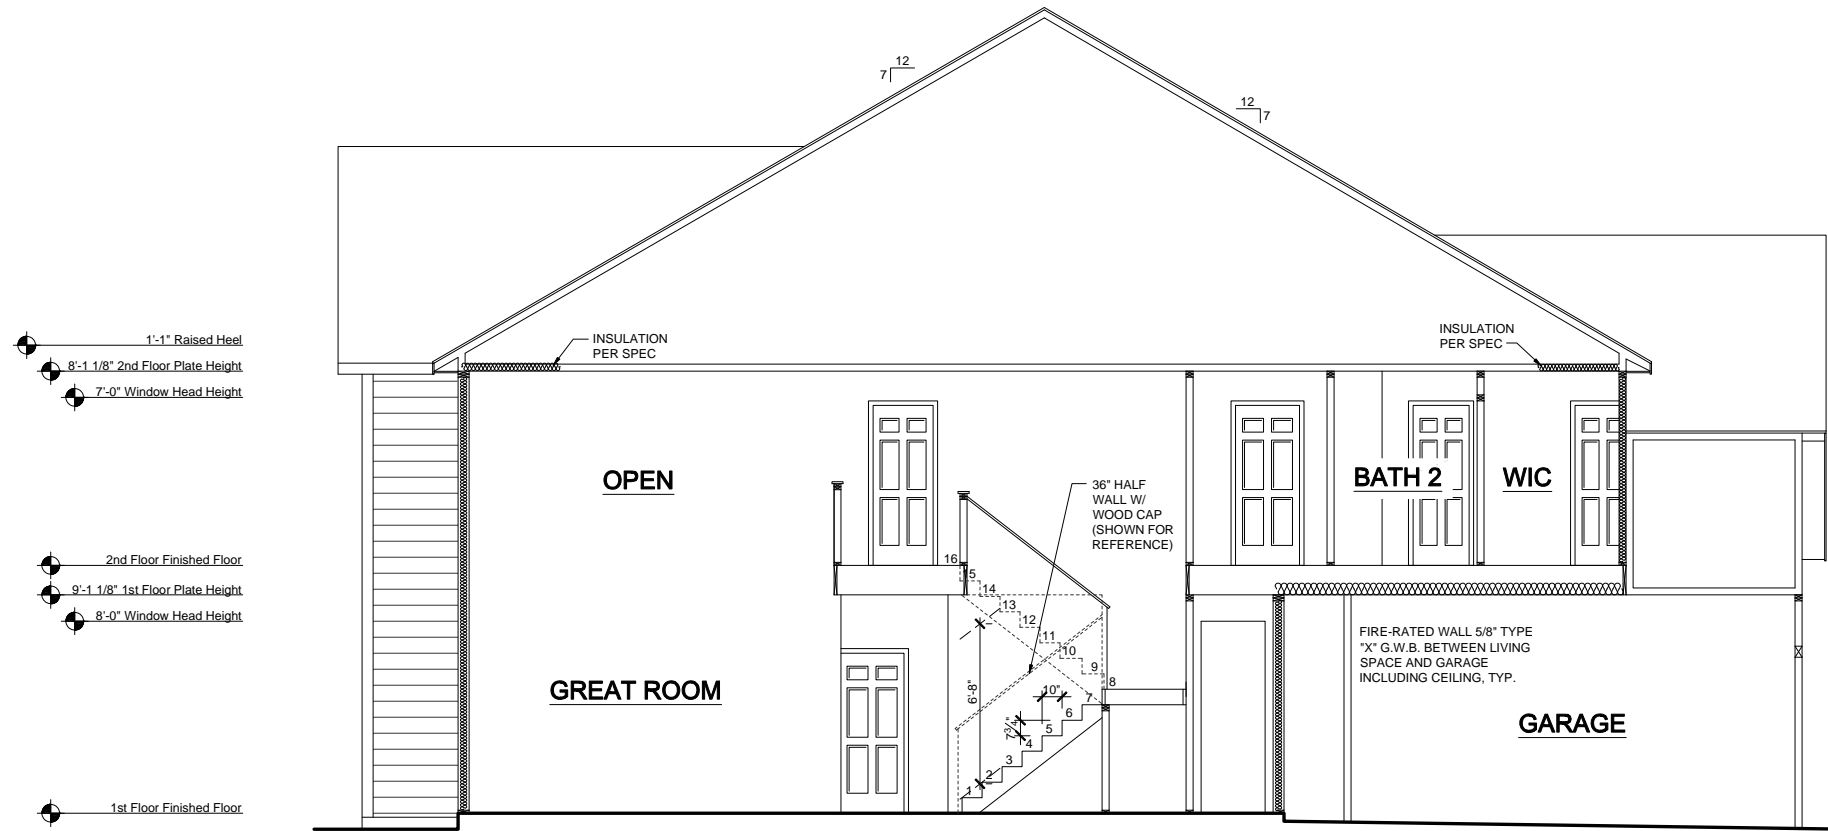 12
7
12
7
1'-1" Raised Heel
8'-1 1/8" 2nd Floor Plate Height
7'-0" Window Head Height
INSULATION
PER SPEC
INSULATION
PER SPEC
OPEN
36" HALF
WALL W/
WOOD CAP
(SHOWN FOR
REFERENCE)
BATH 2
WIC
2nd Floor Finished Floor
9'-1 1/8" 1st Floor Plate Height
8'-0" Window Head Height
16
15
14
13
12
11
10
9
8
7
6
5
4
3
2
1
10"
7 3/4"
6'-8"
GREAT ROOM
FIRE-RATED WALL 5/8" TYPE
"X" G.W.B. BETWEEN LIVING
SPACE AND GARAGE
INCLUDING CEILING, TYP.
GARAGE
1st Floor Finished Floor